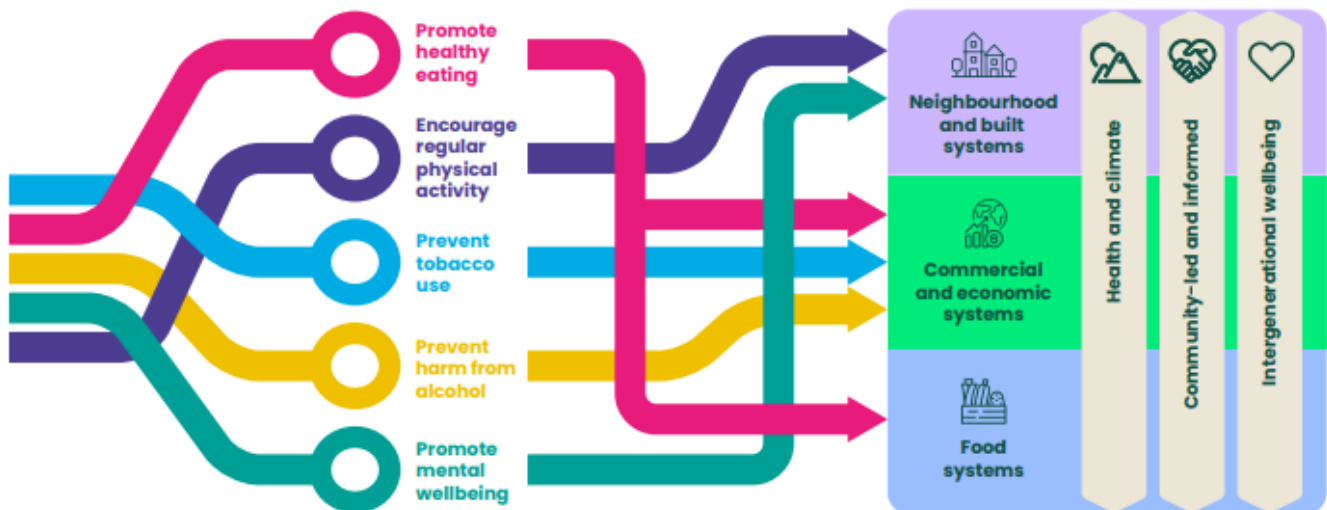 Promote
healthy
eating
Encourage
regular
physical
activity
Prevent
tobacco
use
Prevent
harm from
alcohol
Promote
mental
wellbeing
Neighbourhood
and built
systems
Commercial
and economic
systems
Food
systems
Health and climate
Community-led and informed
Intergenerational wellbeing